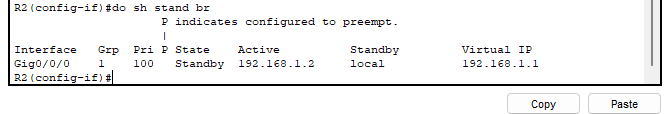 R2(config-if)#do sh stand br
P indicates configured to preempt.
|
Interface Grp Pri P State Active Standby Virtual IP
Gig0/0/0 1 100 Standby 192.168.1.2 local 192.168.1.1
R2(config-if)#
Copy Paste